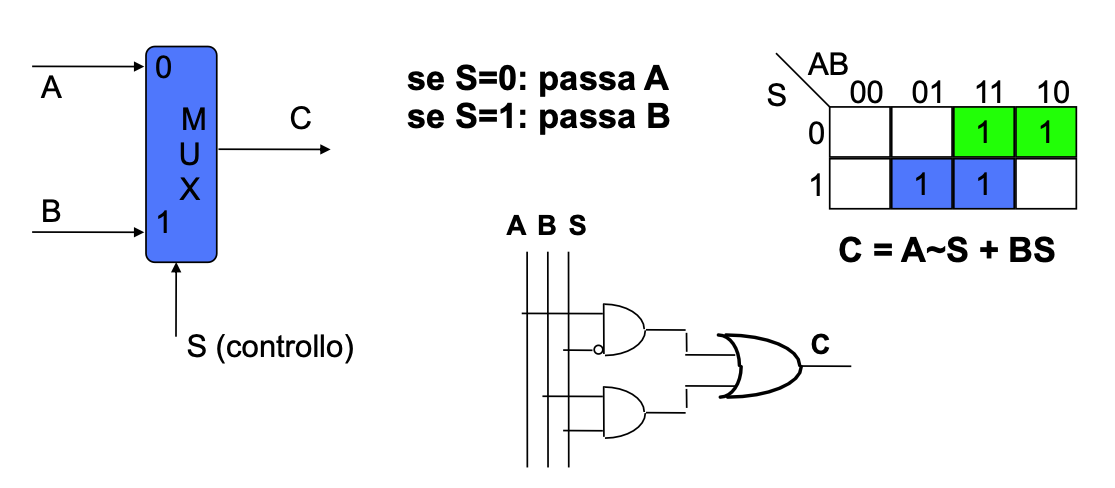 A
B
0
M
U
X
1
C
S (controllo)
se S=0: passa A
se S=1: passa B
AB
S
00 01 11 10
0 1 1
1 1 1
C = A~S + BS
A B S
C